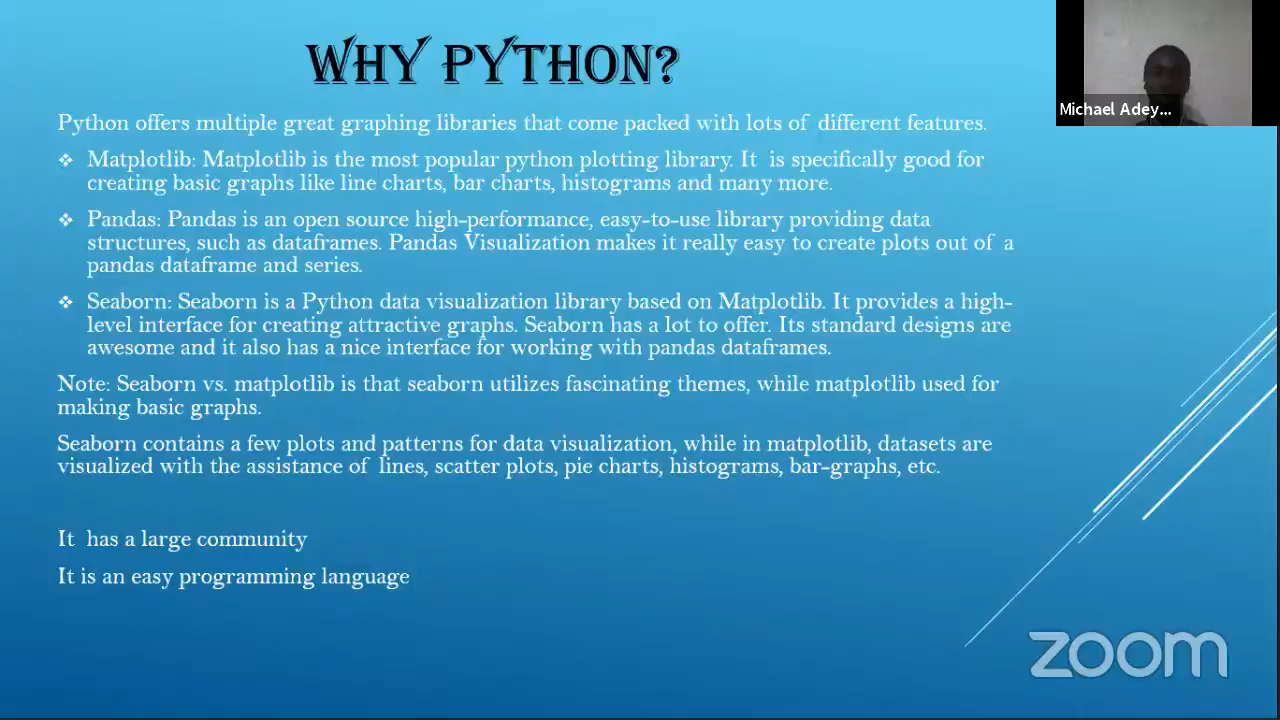 WHY PYTHON?
Michael Adey...
Python offers multiple great graphing libraries that come packed with lots of different features.
❖ Matplotlib: Matplotlib is the most popular python plotting library. It is specifically good for
creating basic graphs like line charts, bar charts, histograms and many more.
❖ Pandas: Pandas is an open source high-performance, easy-to-use library providing data
structures, such as dataframes. Pandas Visualization makes it really easy to create plots out of a
pandas dataframe and series.
❖ Seaborn: Seaborn is a Python data visualization library based on Matplotlib. It provides a high-
level interface for creating attractive graphs. Seaborn has a lot to offer. Its standard designs are
awesome and it also has a nice interface for working with pandas dataframes.
Note: Seaborn vs. matplotlib is that seaborn utilizes fascinating themes, while matplotlib used for
making basic graphs.
Seaborn contains a few plots and patterns for data visualization, while in matplotlib, datasets are
visualized with the assistance of lines, scatter plots, pie charts, histograms, bar-graphs, etc.
It has a large community
It is an easy programming language
zoom